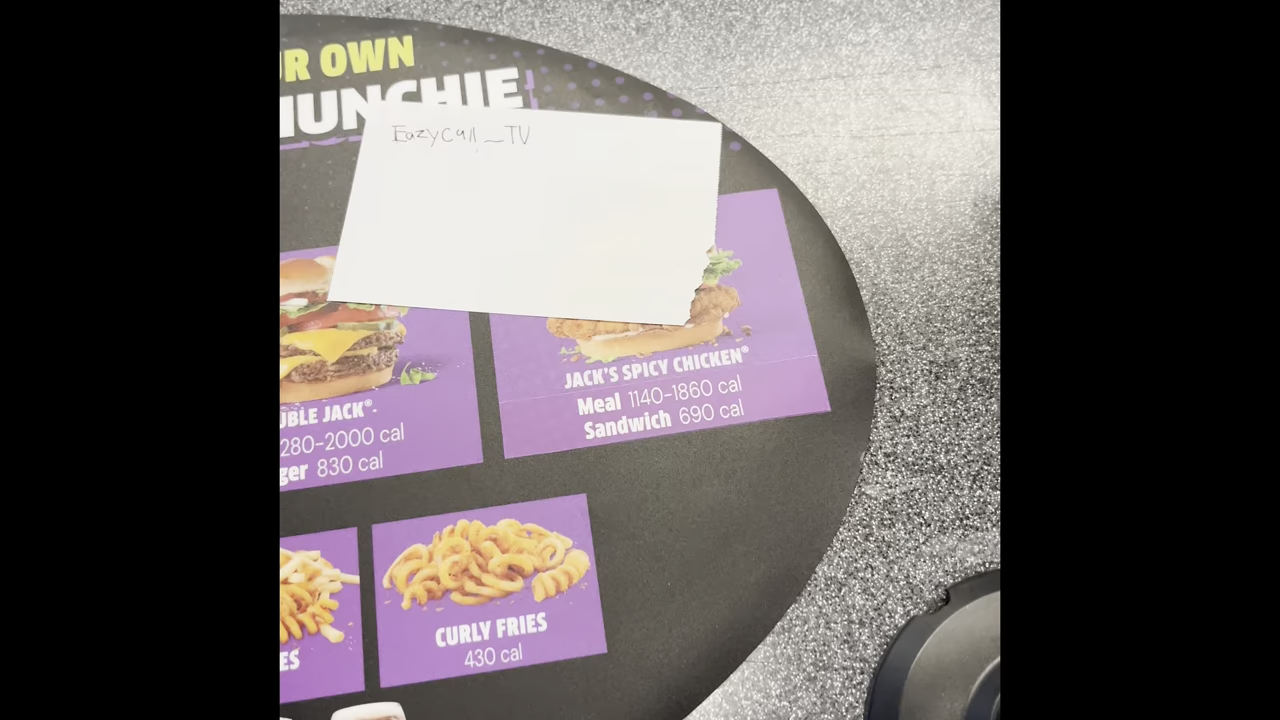 R OWN
UNCHIE
EazyCall_TV
UBLE JACK®
280-2000 cal
ger 830 cal
JACK'S SPICY CHICKEN®
Meal 1140-1860 cal
Sandwich 690 cal
ES
CURLY FRIES
430 cal